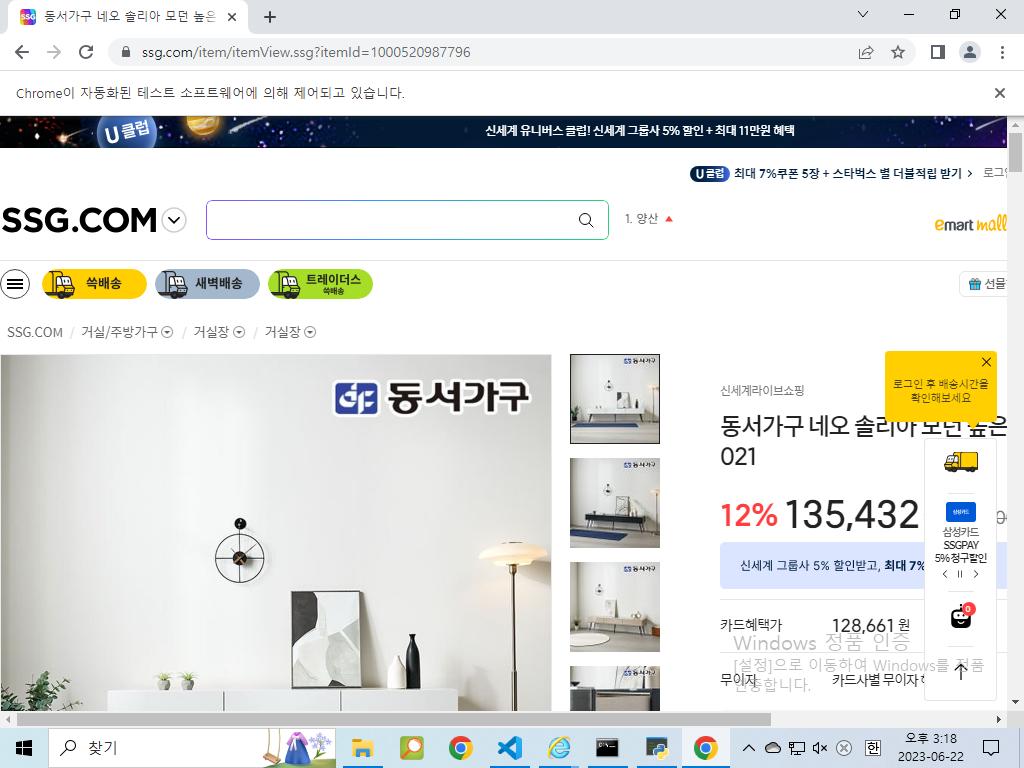 동서가구 네오 솔리아 모던 높은
ssg.com/item/itemView.ssg?itemId=1000520987796
Chrome이 자동화된 테스트 소프트웨어에 의해 제어되고 있습니다.
U 클럽
신세계 유니버스 클럽! 신세계 그룹사 5% 할인 + 최대 11만원 혜택
U 클럽 최대 7%쿠폰 5장 + 스타벅스 별 더블적립 받기 >
로그인
SSG.COM
1. 양산
emart mall
쓱배송
새벽배송
트레이더스
쓱배송
선물
SSG.COM / 거실/주방가구 / 거실장 / 거실장
동서가구
신세계라이브쇼핑
로그인 후 배송시간을
확인해보세요
동서가구 네오 솔리아 모던 높은
021
12% 135,432
삼성카드
삼성카드
SSGPAY
5% 청구할인
신세계 그룹사 5% 할인받고, 최대 7%
0
카드혜택가 128,661 원
Windows 정품 인증
[설정]으로 이동하여 Windows를 정품
인증합니다.
무이자 카드사별 무이자
찾기
한
오후 3:18
2023-06-22